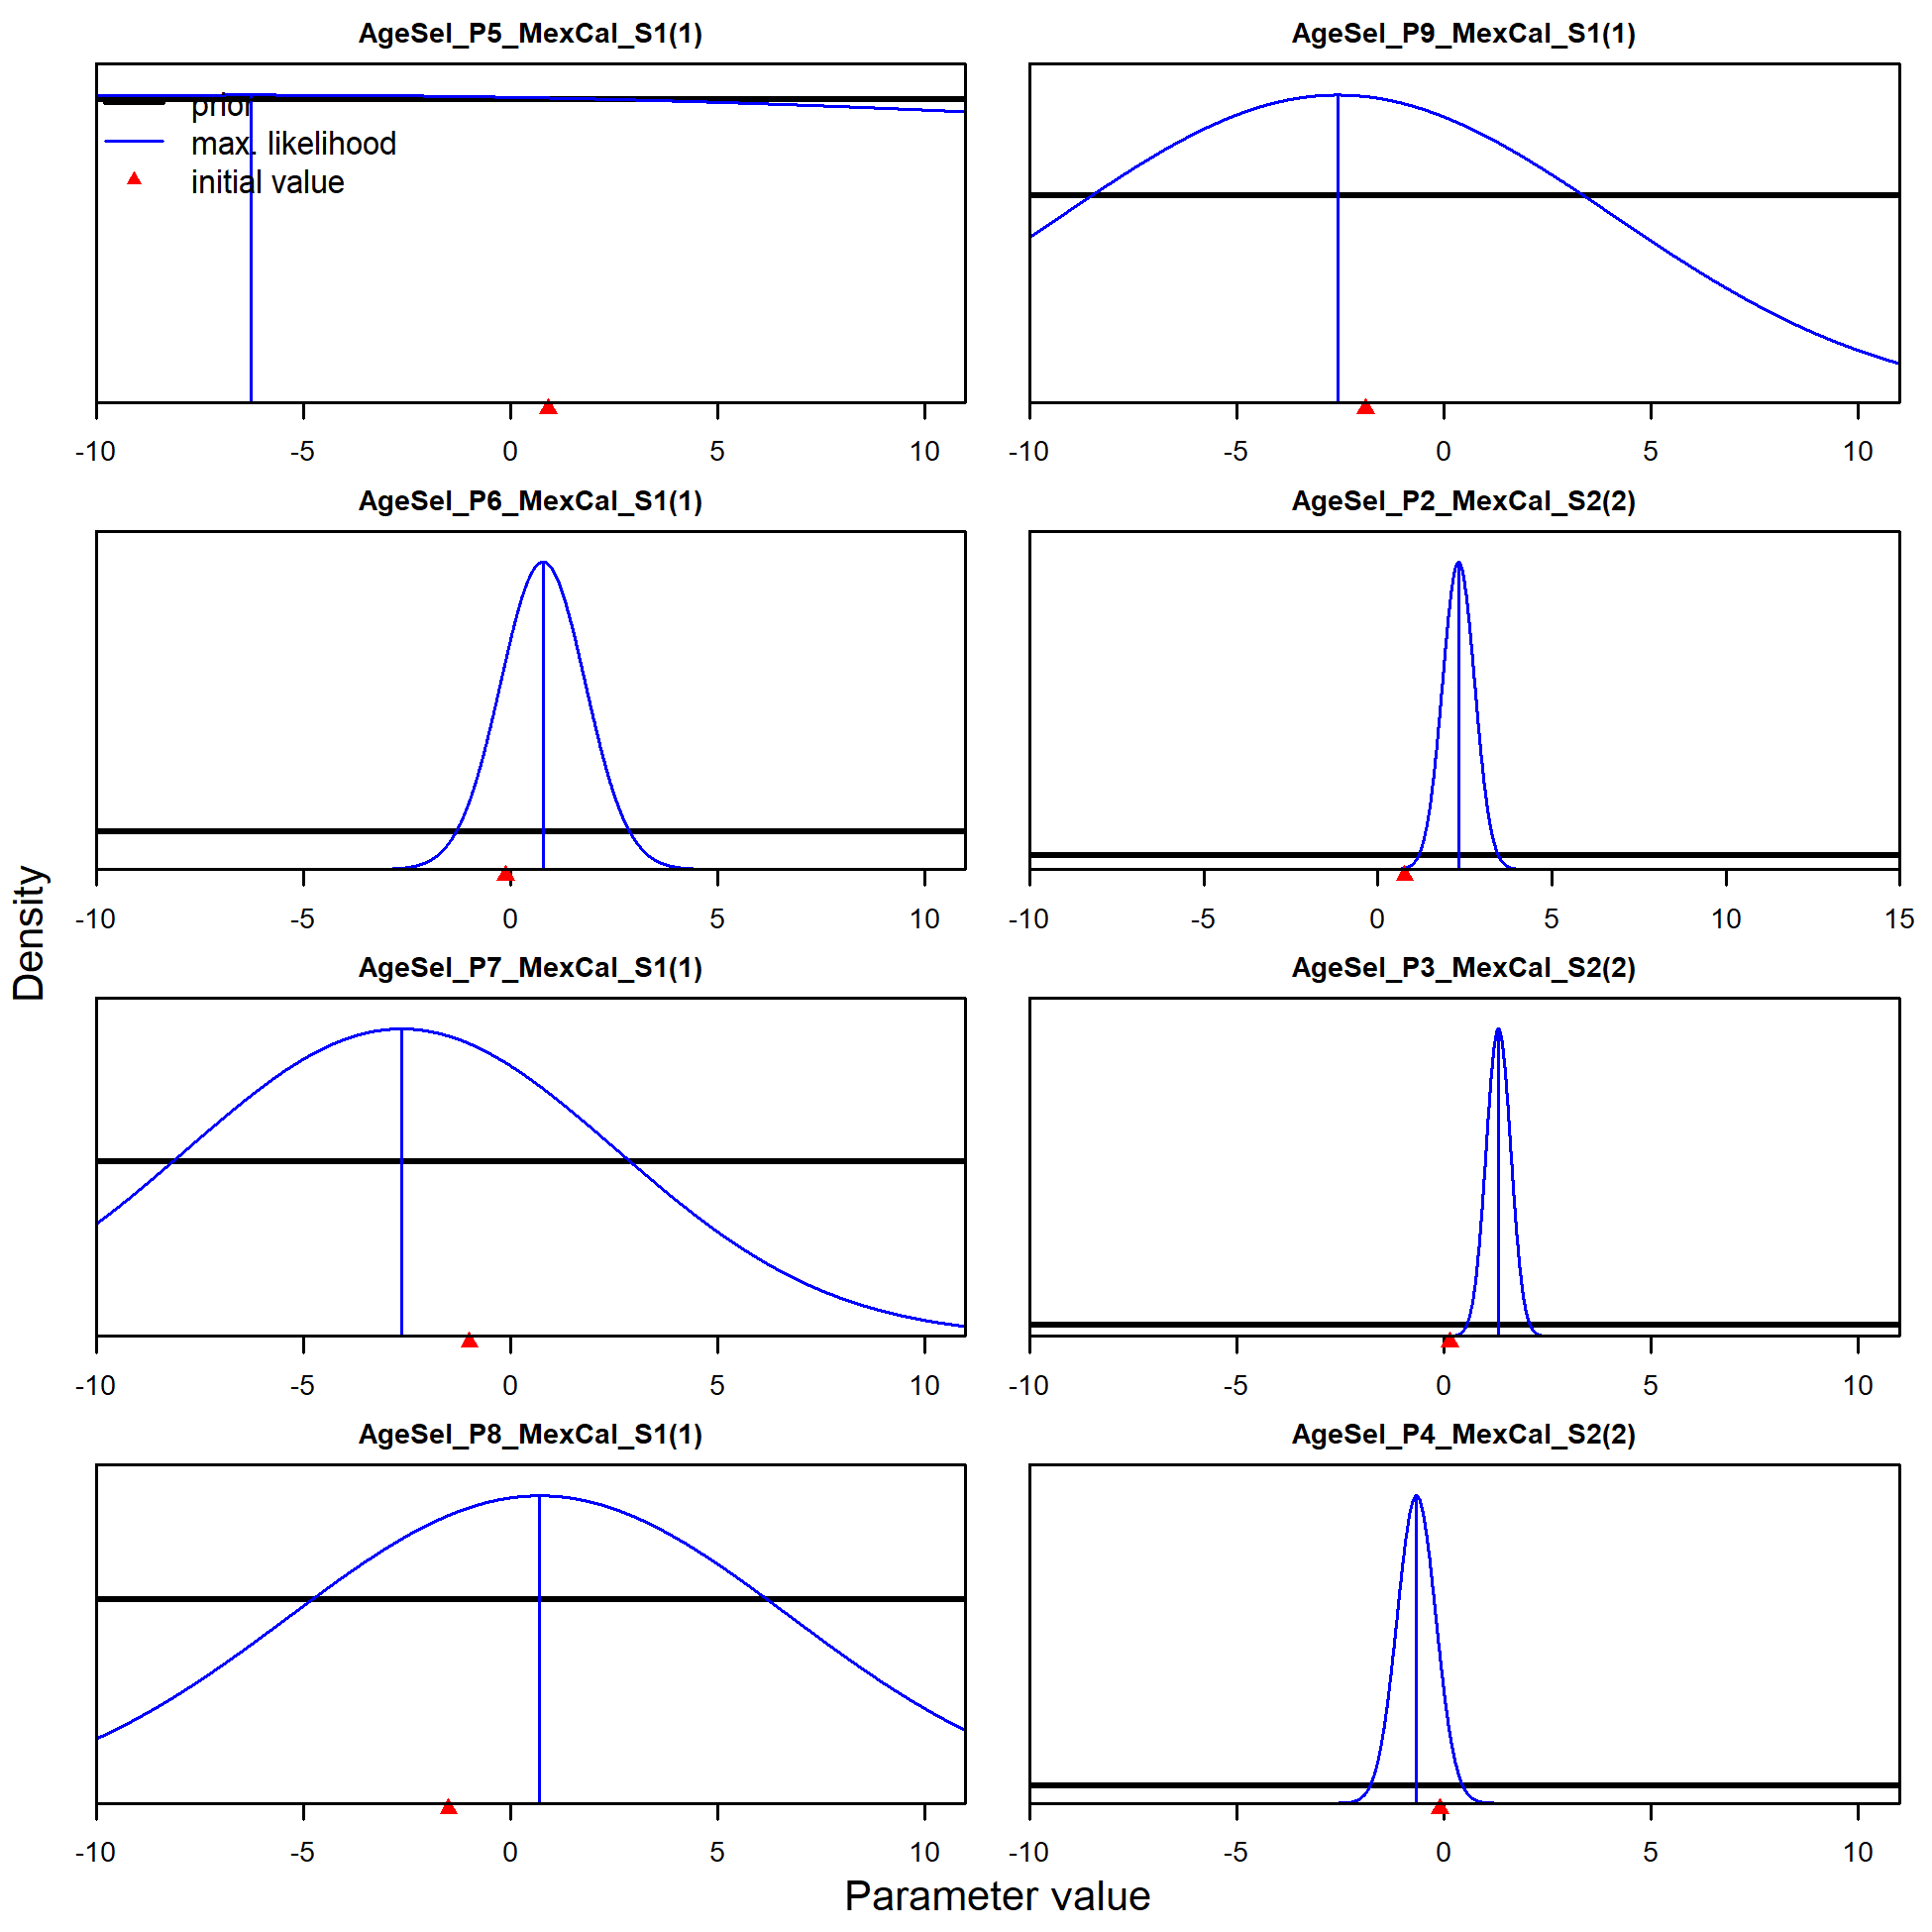 AgeSel_P5_MexCal_S1(1)
prior
max. likelihood
initial value
-10 -5 0 5 10
AgeSel_P9_MexCal_S1(1)
-10 -5 0 5 10
AgeSel_P6_MexCal_S1(1)
-10 -5 0 5 10
AgeSel_P2_MexCal_S2(2)
-10 -5 0 5 10 15
AgeSel_P7_MexCal_S1(1)
-10 -5 0 5 10
AgeSel_P3_MexCal_S2(2)
-10 -5 0 5 10
AgeSel_P8_MexCal_S1(1)
-10 -5 0 5 10
AgeSel_P4_MexCal_S2(2)
-10 -5 0 5 10
Density
Parameter value